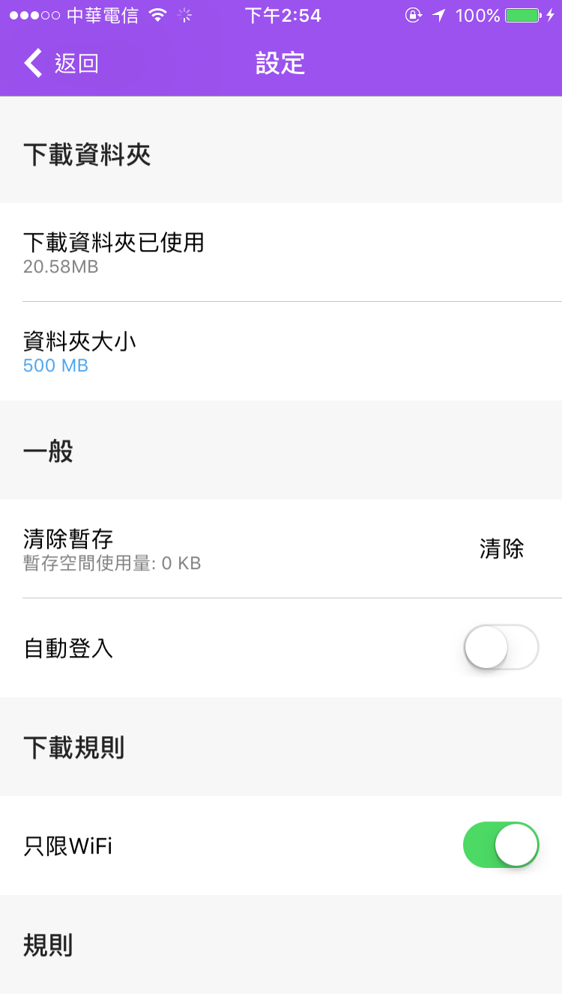 中華電信 下午2:54 100%
返回 設定
下載資料夾
下載資料夾已使用
20.58MB
資料夾大小
500 MB
一般
清除暫存
暫存空間使用量: 0 KB
清除
自動登入
下載規則
只限WiFi
規則